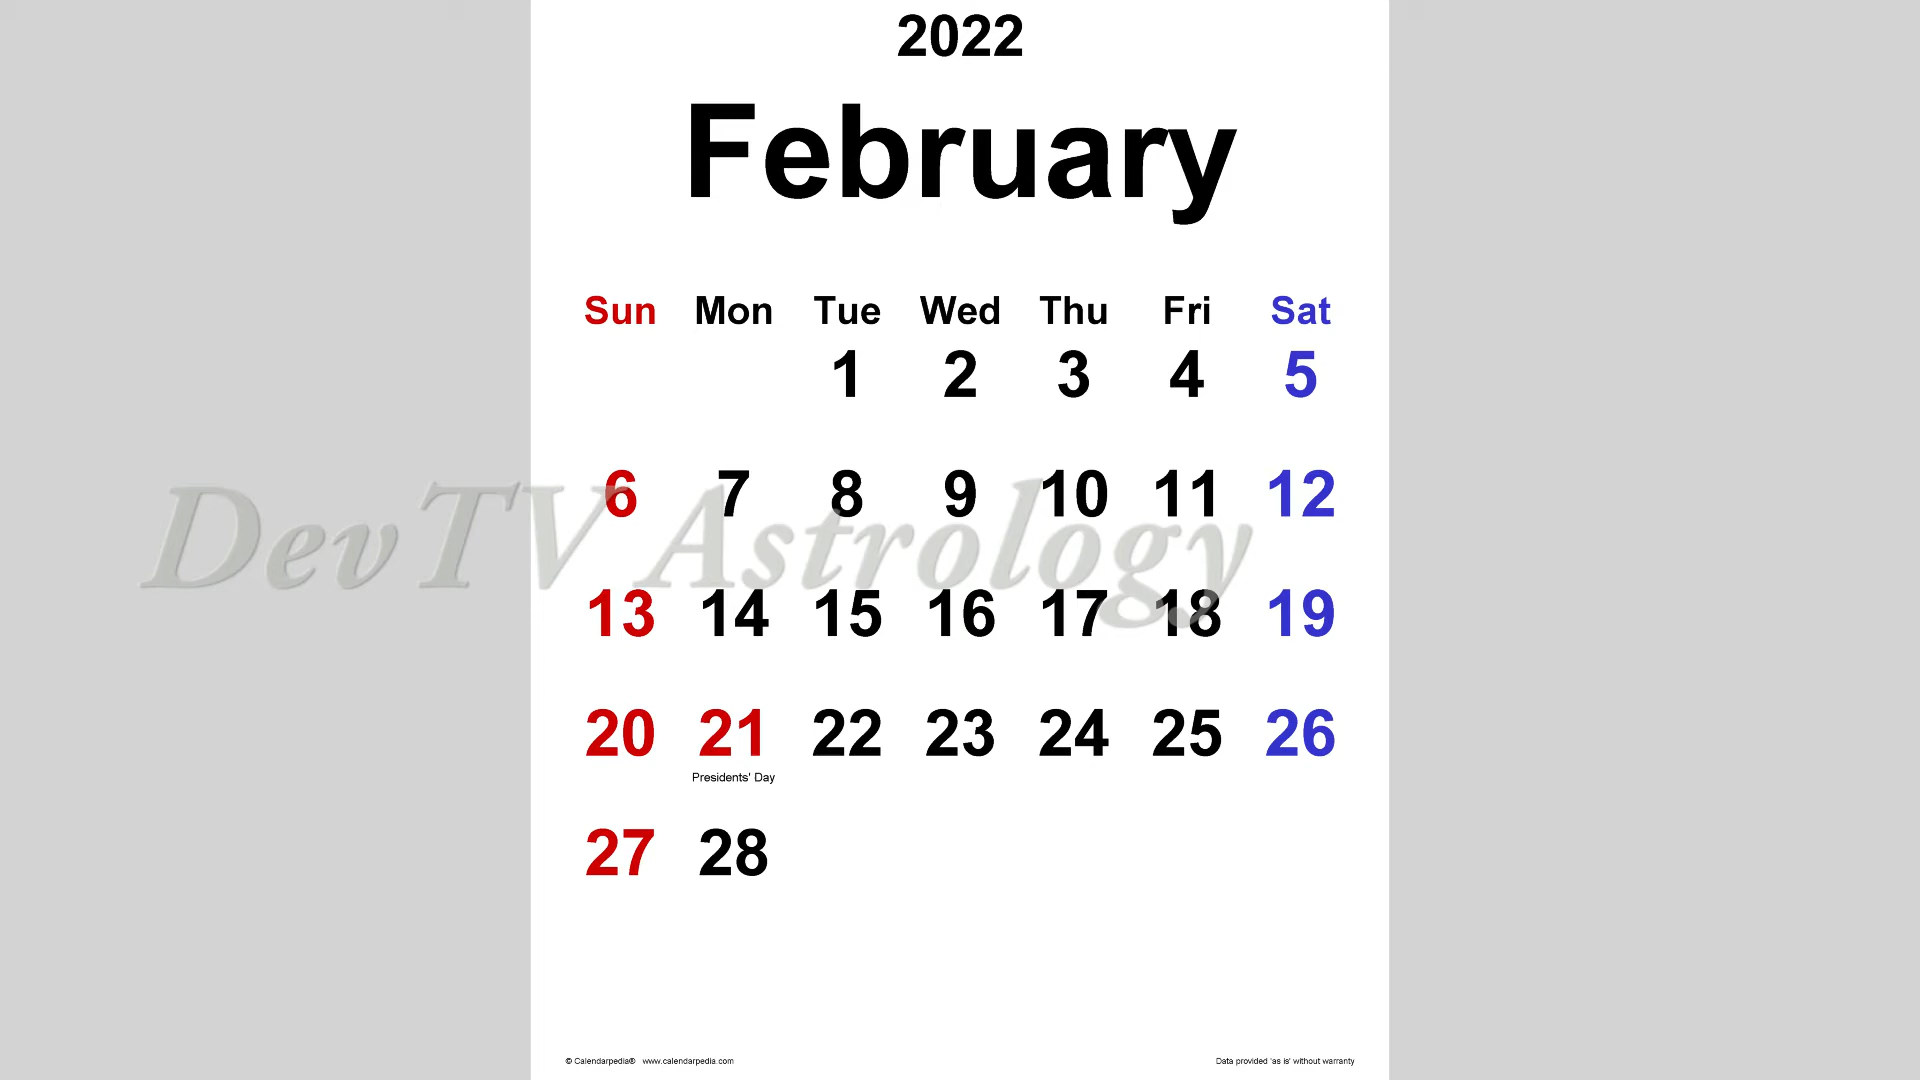 2022
February
Sun Mon Tue Wed Thu Fri Sat
1 2 3 4 5
6 7 8 9 10 11 12
DevTV Astrology
13 14 15 16 17 18 19
20 21 22 23 24 25 26
Presidents' Day
27 28
© Calendarpedia® www.calendarpedia.com
Data provided 'as is' without warranty